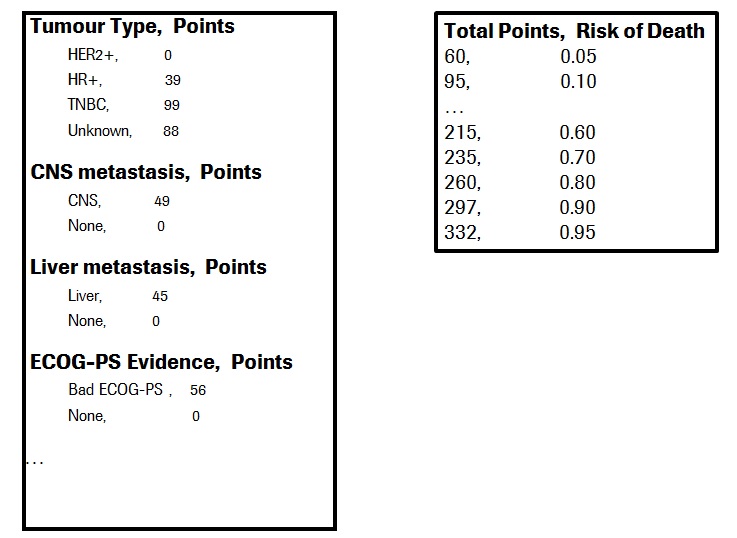 Tumour Type, Points
HER2+, 0
HR+, 39
TNBC, 99
Unknown, 88
CNS metastasis, Points
CNS, 49
None, 0
Liver metastasis, Points
Liver, 45
None, 0
ECOG-PS Evidence, Points
Bad ECOG-PS , 56
None, 0
...
Total Points, Risk of Death
60, 0.05
95, 0.10
...
215, 0.60
235, 0.70
260, 0.80
297, 0.90
332, 0.95